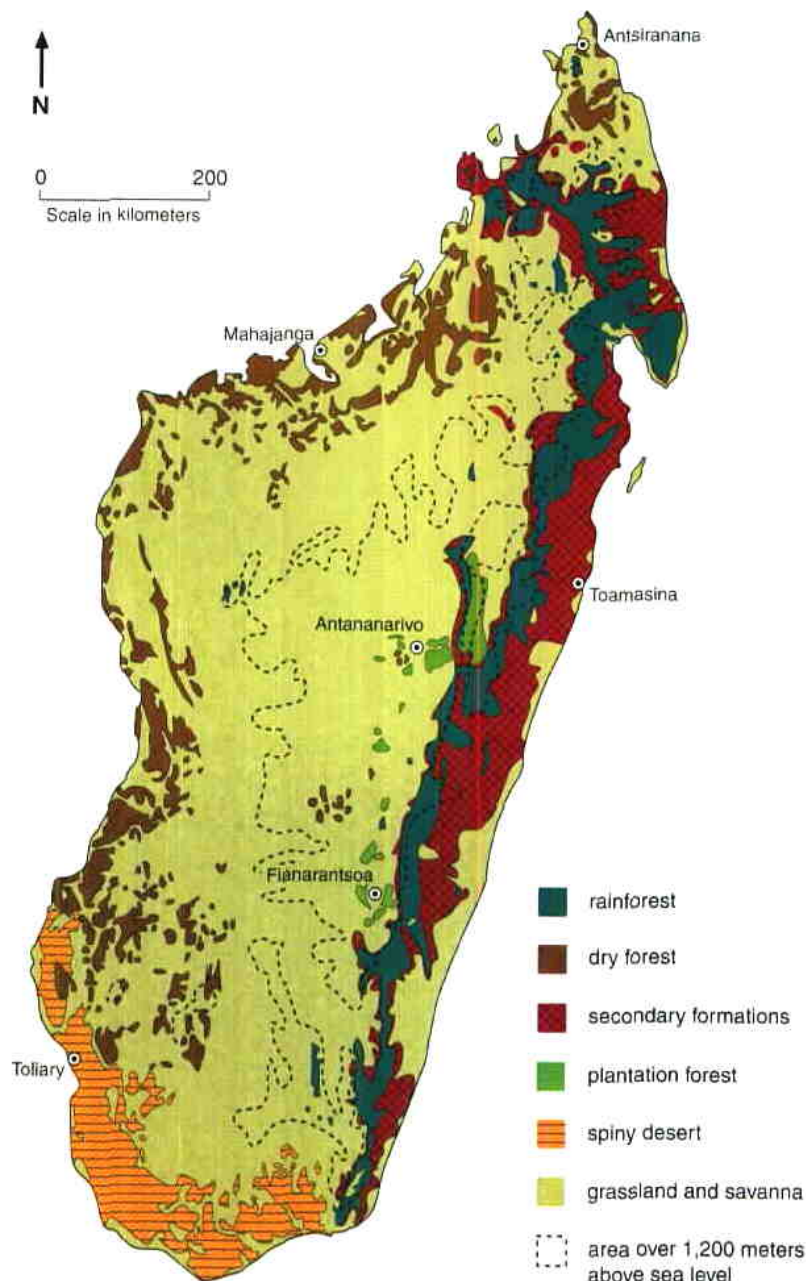 Antsiranana
N
0 200
Scale in kilometers
Mahajanga
Toamasina
Antananarivo
Fianarantsoa
Toliary
rainforest
dry forest
secondary formations
plantation forest
spiny desert
grassland and savanna
area over 1,200 meters
above sea level